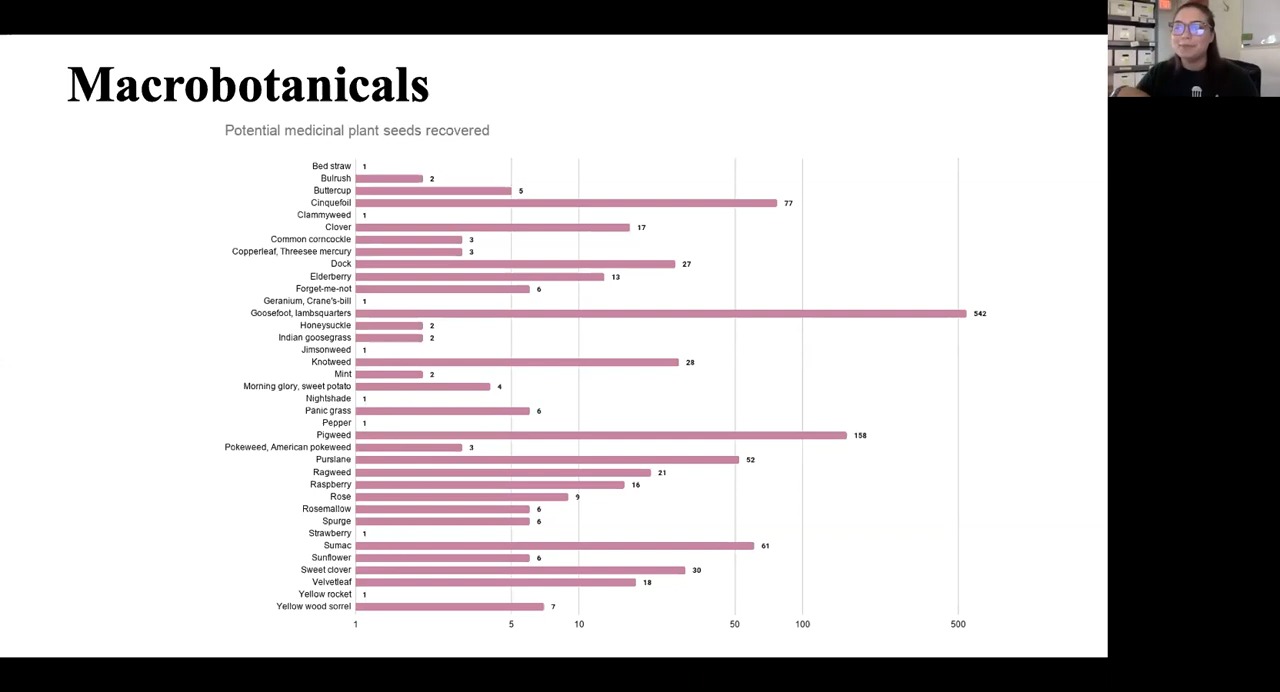 Macrobotanicals
Potential medicinal plant seeds recovered
Bed straw 1
Bulrush 2
Buttercup 5
Cinquefoil 77
Clammyweed 1
Clover 17
Common corncockle 3
Copperleaf, Threesee mercury 3
Dock 27
Elderberry 13
Forget-me-not 6
Geranium, Crane's-bill 1
Goosefoot, lambsquarters 542
Honeysuckle 2
Indian goosegrass 2
Jimsonweed 1
Knotweed 28
Mint 2
Morning glory, sweet potato 4
Nightshade 1
Panic grass 6
Pepper 1
Pigweed 158
Pokeweed, American pokeweed 3
Purslane 52
Ragweed 21
Raspberry 16
Rose 9
Rosemallow 6
Spurge 6
Strawberry 1
Sumac 61
Sunflower 6
Sweet clover 30
Velvetleaf 18
Yellow rocket 1
Yellow wood sorrel 7
1 5 10 50 100 500